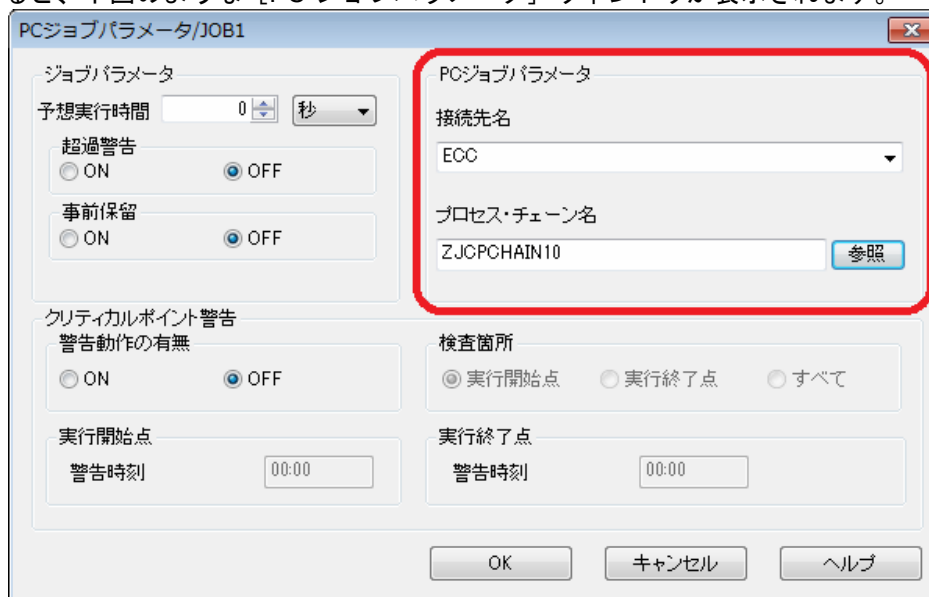 PCジョブパラメータ/JOB1
ジョブパラメータ
予想実行時間 0 秒
超過警告
ON OFF
事前保留
ON OFF
PCジョブパラメータ
接続先名
ECC
プロセス・チェーン名
ZJCPCHAIN10 参照
クリティカルポイント警告
警告動作の有無
ON OFF
検査箇所
実行開始点 実行終了点 すべて
実行開始点
警告時刻 00:00
実行終了点
警告時刻 00:00
OK キャンセル ヘルプ